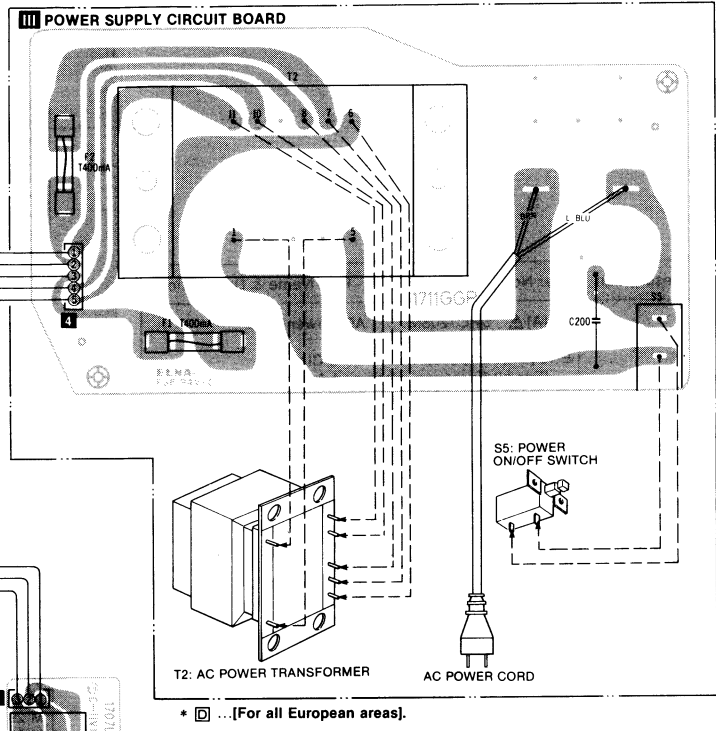 III POWER SUPPLY CIRCUIT BOARD
T2
11 10 8 7 6
F2
T400mA
BRN
L. BLU
1 5
1
2
3
4
5
4
1711GGP
F1 T400mA
C200
S5
ELNA
S5: POWER
ON/OFF SWITCH
T2: AC POWER TRANSFORMER
AC POWER CORD
* D ...[For all European areas].